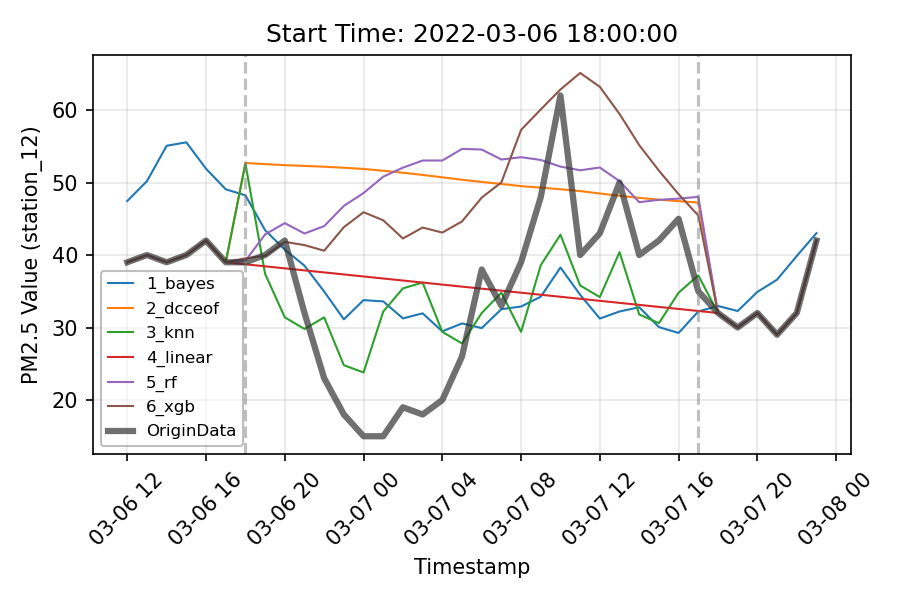 Start Time: 2022-03-06 18:00:00
PM2.5 Value (station_12)
60
50
40
30
20
1_bayes
2_dcceof
3_knn
4_linear
5_rf
6_xgb
OriginData
03-06 12
03-06 16
03-06 20
03-07 00
03-07 04
03-07 08
03-07 12
03-07 16
03-07 20
03-08 00
Timestamp